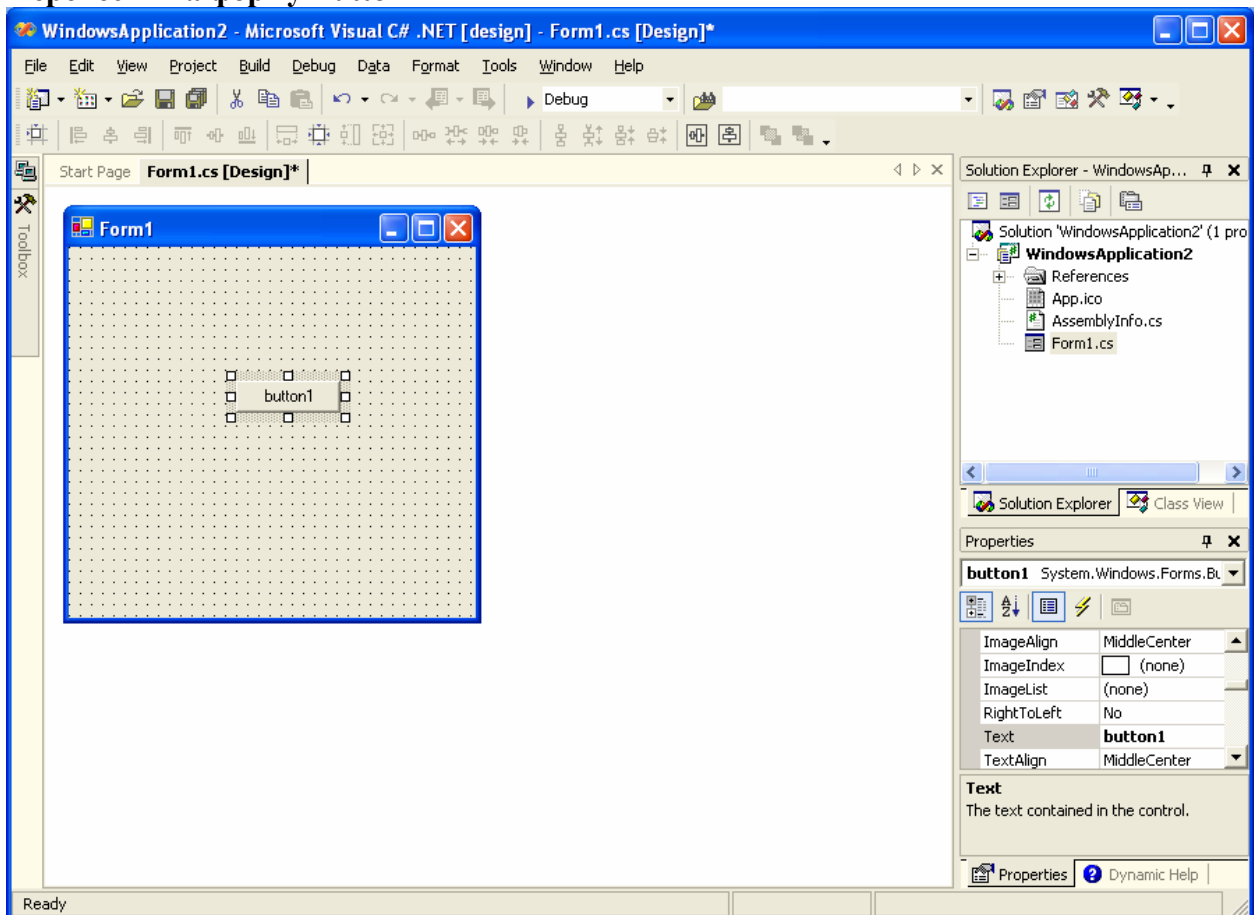 WindowsApplication2 - Microsoft Visual C# .NET [design] - Form1.cs [Design]*
File Edit View Project Build Debug Data Format Tools Window Help
Debug
Start Page Form1.cs [Design]*
Toolbox
Form1
button1
Solution Explorer - WindowsAp...
Solution 'WindowsApplication2' (1 pro
WindowsApplication2
References
App.ico
AssemblyInfo.cs
Form1.cs
Solution Explorer Class View
Properties
button1 System.Windows.Forms.Bu
ImageAlign MiddleCenter
ImageIndex (none)
ImageList (none)
RightToLeft No
Text button1
TextAlign MiddleCenter
Text
The text contained in the control.
Properties Dynamic Help
Ready